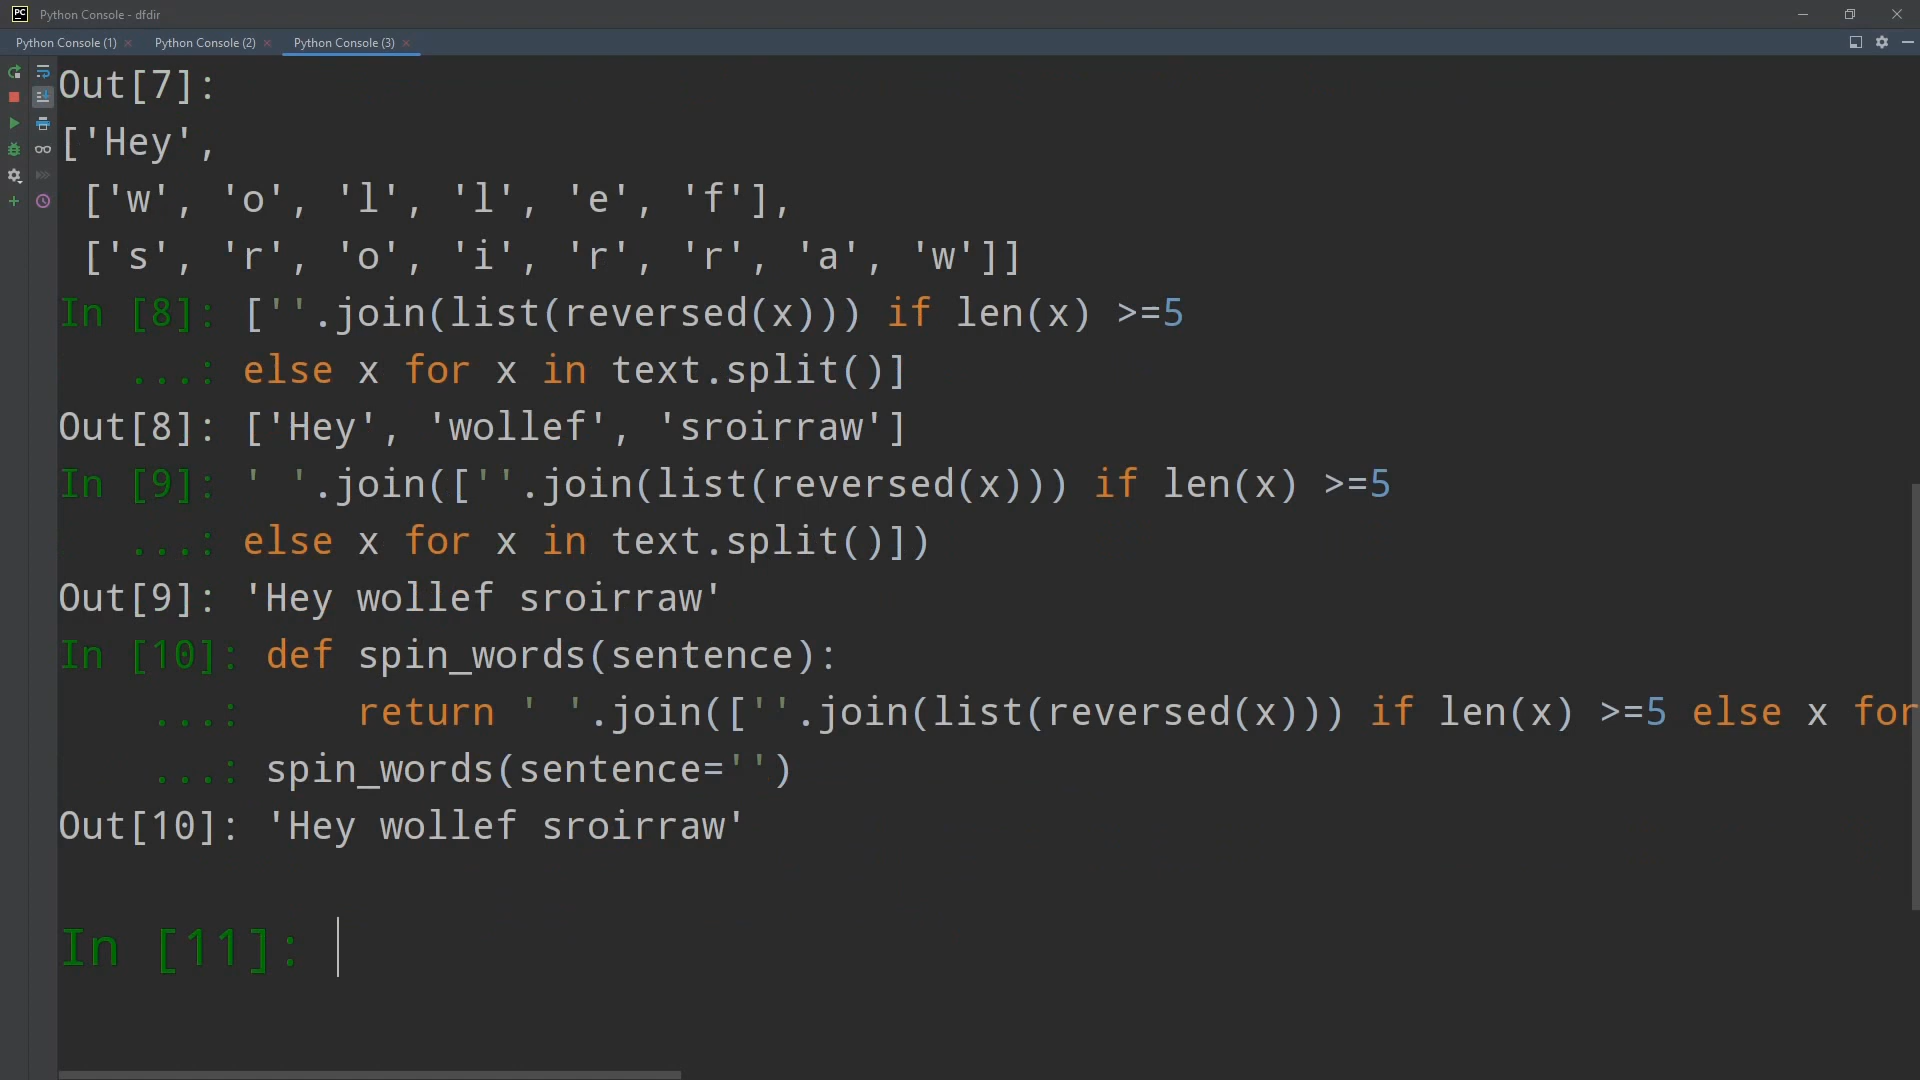 PC Python Console - dfdir
Python Console (1) Python Console (2) Python Console (3)
Out[7]:
['Hey',
['w', 'o', 'l', 'l', 'e', 'f'],
['s', 'r', 'o', 'i', 'r', 'r', 'a', 'w']]
In [8]: [''.join(list(reversed(x))) if len(x) >=5
...: else x for x in text.split()]
Out[8]: ['Hey', 'wollef', 'sroirraw']
In [9]: ' '.join([''.join(list(reversed(x))) if len(x) >=5
...: else x for x in text.split()])
Out[9]: 'Hey wollef sroirraw'
In [10]: def spin_words(sentence):
...: return ' '.join([''.join(list(reversed(x))) if len(x) >=5 else x for
...: spin_words(sentence='')
Out[10]: 'Hey wollef sroirraw'
In [11]: